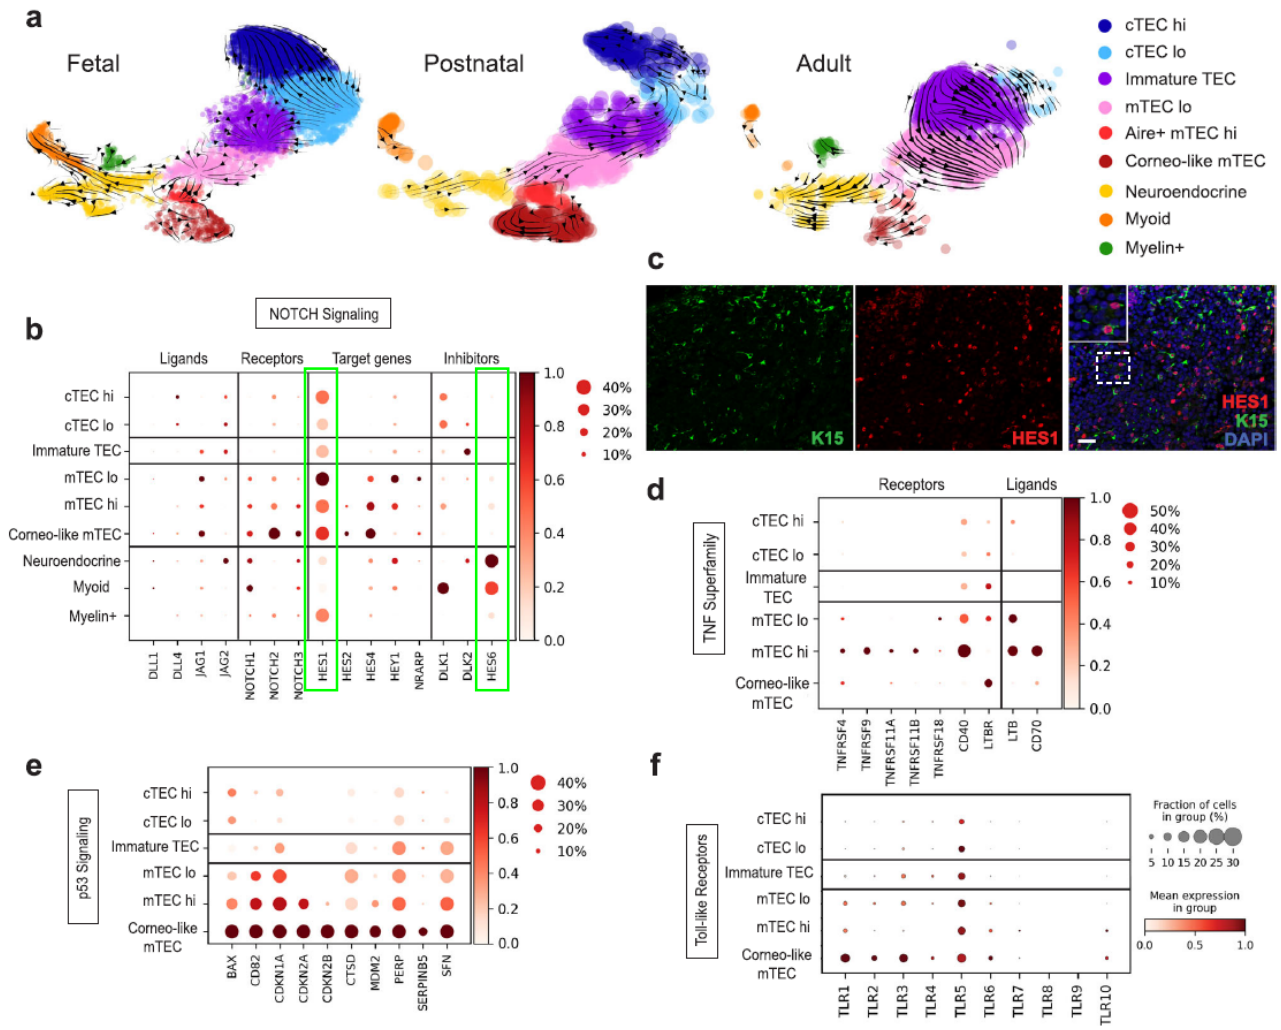 a
Fetal
Postnatal
Adult
cTEC hi
cTEC lo
Immature TEC
mTEC lo
Aire+ mTEC hi
Corneo-like mTEC
Neuroendocrine
Myoid
Myelin+
b
NOTCH Signaling
Ligands
Receptors
Target genes
Inhibitors
cTEC hi
cTEC lo
Immature TEC
mTEC lo
mTEC hi
Corneo-like mTEC
Neuroendocrine
Myoid
Myelin+
DLL1
DLL4
JAG1
JAG2
NOTCH1
NOTCH2
NOTCH3
HES1
HES2
HES4
HEY1
NRARP
DLK1
DLK2
HES6
1.0
0.8
0.6
0.4
0.2
0.0
40%
30%
20%
10%
c
K15
HES1
HES1
K15
DAPI
d
TNF Superfamily
Receptors
Ligands
cTEC hi
cTEC lo
Immature
TEC
mTEC lo
mTEC hi
Corneo-like
mTEC
TNFRSF4
TNFRSF9
TNFRSF11A
TNFRSF11B
TNFRSF18
CD40
LTBR
LTB
CD70
1.0
0.8
0.6
0.4
0.2
0.0
50%
40%
30%
20%
10%
e
p53 Signaling
cTEC hi
cTEC lo
Immature TEC
mTEC lo
mTEC hi
Corneo-like
mTEC
BAX
CD82
CDKN1A
CDKN2A
CDKN2B
CTSD
MDM2
PERP
SERPINB5
SFN
1.0
0.8
0.6
0.4
0.2
0.0
40%
30%
20%
10%
f
Toll-like Receptors
cTEC hi
cTEC lo
Immature TEC
mTEC lo
mTEC hi
Corneo-like
mTEC
TLR1
TLR2
TLR3
TLR4
TLR5
TLR6
TLR7
TLR8
TLR9
TLR10
Fraction of cells
in group (%)
5 10 15 20 25 30
Mean expression
in group
0.0 0.5 1.0